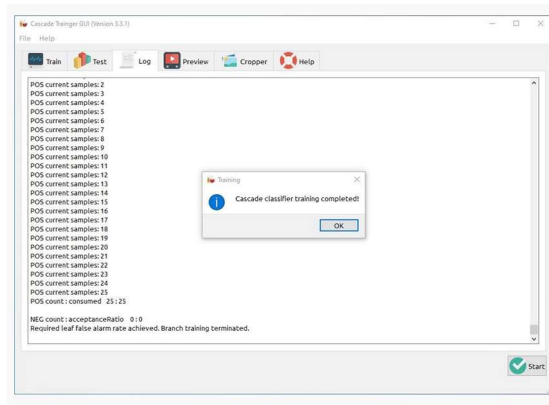 Cascade Trainger GUI (Version 3.3.1)
File Help
Train Test Log Preview Cropper Help
POS current samples: 2
POS current samples: 3
POS current samples: 4
POS current samples: 5
POS current samples: 6
POS current samples: 7
POS current samples: 8
POS current samples: 9
POS current samples: 10
POS current samples: 11
POS current samples: 12
POS current samples: 13
POS current samples: 14
POS current samples: 15
POS current samples: 16
POS current samples: 17
POS current samples: 18
POS current samples: 19
POS current samples: 20
POS current samples: 21
POS current samples: 22
POS current samples: 23
POS current samples: 24
POS current samples: 25
POS count : consumed 25 : 25
NEG count : acceptanceRatio 0 : 0
Required leaf false alarm rate achieved. Branch training terminated.
Training
Cascade classifier training completed!
OK
Start